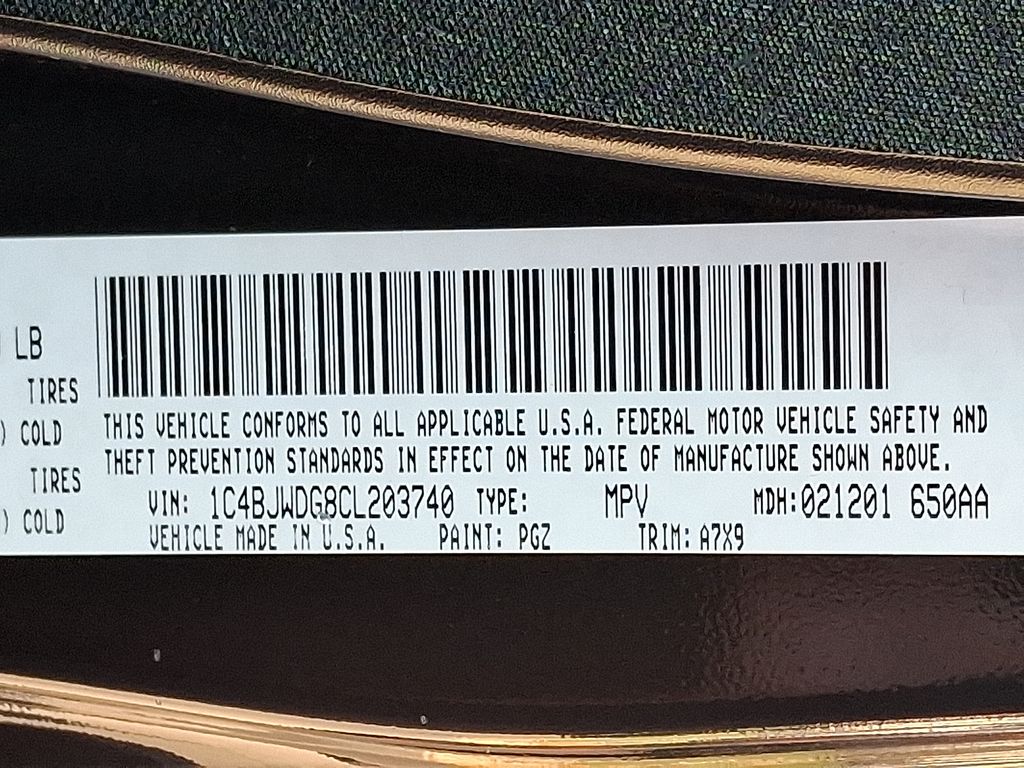 LB
TIRES
) COLD
TIRES
) COLD
THIS VEHICLE CONFORMS TO ALL APPLICABLE U.S.A. FEDERAL MOTOR VEHICLE SAFETY AND
THEFT PREVENTION STANDARDS IN EFFECT ON THE DATE OF MANUFACTURE SHOWN ABOVE.
VIN: 1C4BJWDG8CL203740 TYPE: MPV MDH:021201 650AA
VEHICLE MADE IN U.S.A. PAINT: PGZ TRIM: A7X9